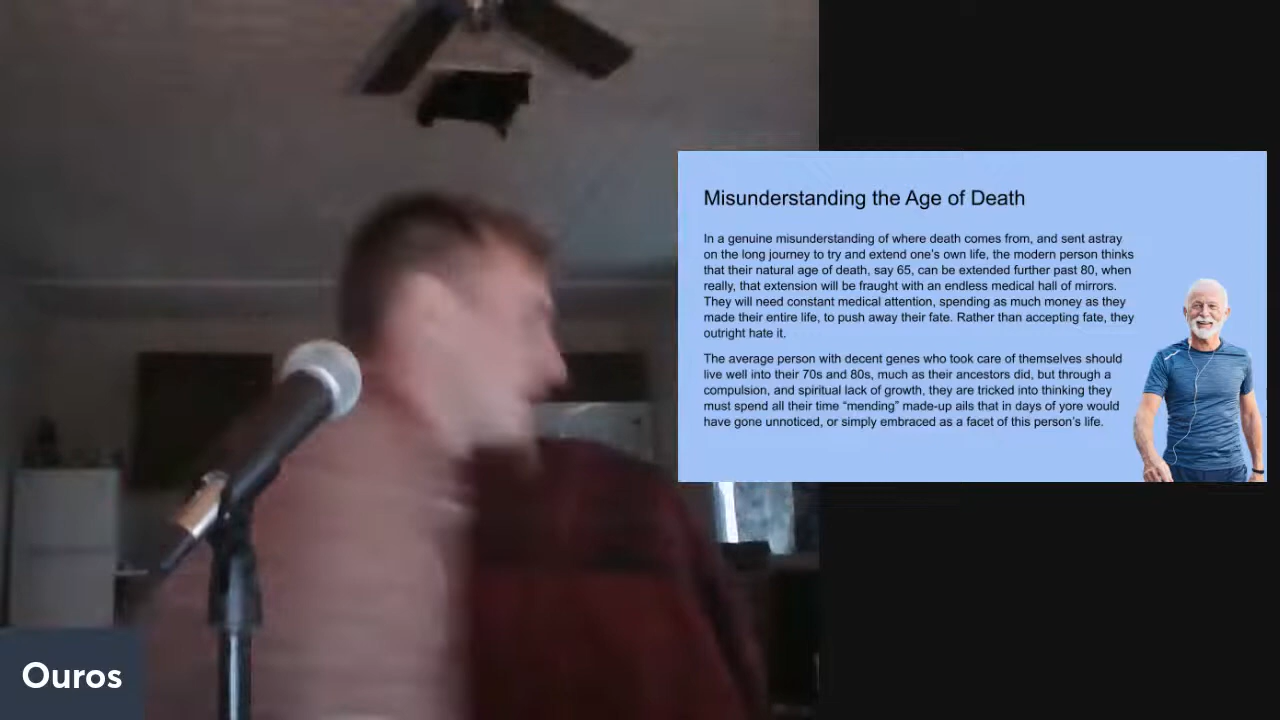 Misunderstanding the Age of Death
In a genuine misunderstanding of where death comes from, and sent astray
on the long journey to try and extend one's own life, the modern person thinks
that their natural age of death, say 65, can be extended further past 80, when
really, that extension will be fraught with an endless medical hall of mirrors.
They will need constant medical attention, spending as much money as they
made their entire life, to push away their fate. Rather than accepting fate, they
outright hate it.
The average person with decent genes who took care of themselves should
live well into their 70s and 80s, much as their ancestors did, but through a
compulsion, and spiritual lack of growth, they are tricked into thinking they
must spend all their time “mending” made-up ails that in days of yore would
have gone unnoticed, or simply embraced as a facet of this person's life.
Ouros